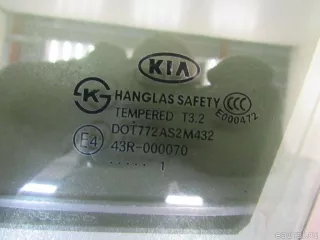 KIA
K HANGLAS SAFETY CCC
E000472
TEMPERED T3.2
DOT772AS2M432
E4 43R-000070
..... 1